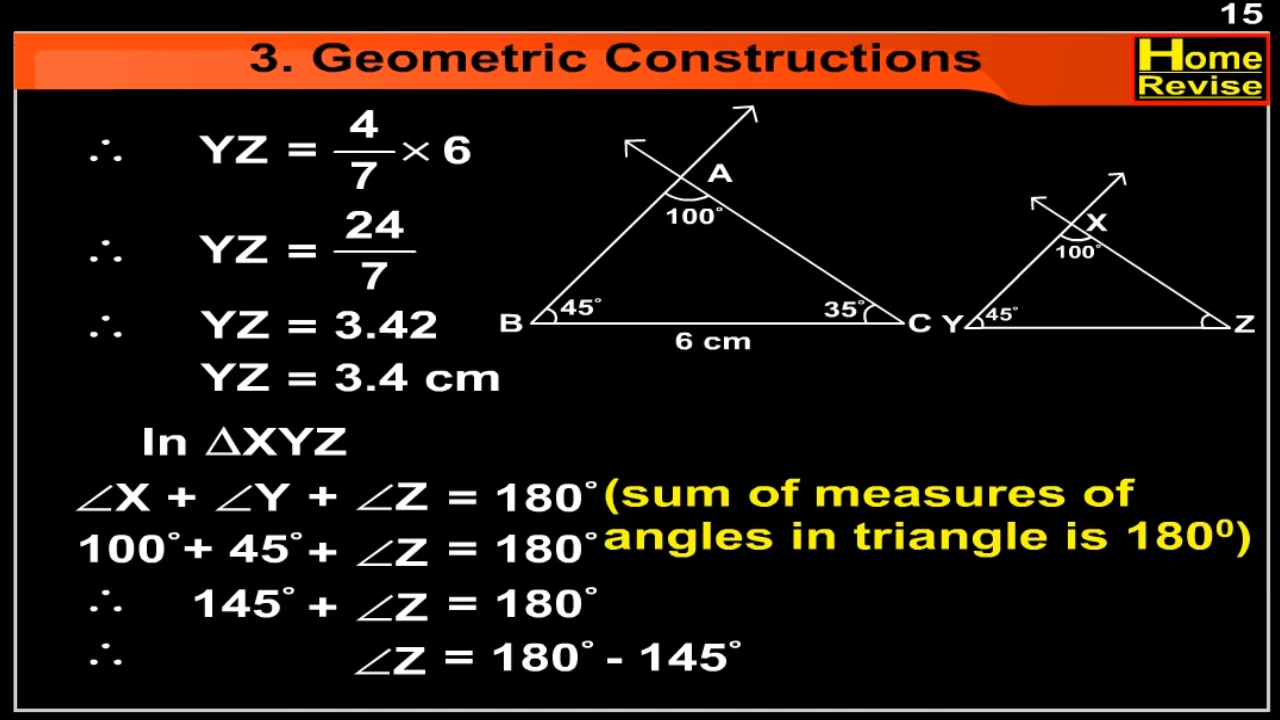 15
3. Geometric Constructions
Home
Revise
∴ YZ = 4/7 × 6
∴ YZ = 24/7
∴ YZ = 3.42
YZ = 3.4 cm
A
100°
B
45°
35°
C
6 cm
X
100°
Y
45°
Z
In ΔXYZ
∠X + ∠Y + ∠Z = 180° (sum of measures of
angles in triangle is 180⁰)
100° + 45° + ∠Z = 180°
∴ 145° + ∠Z = 180°
∴ ∠Z = 180° - 145°